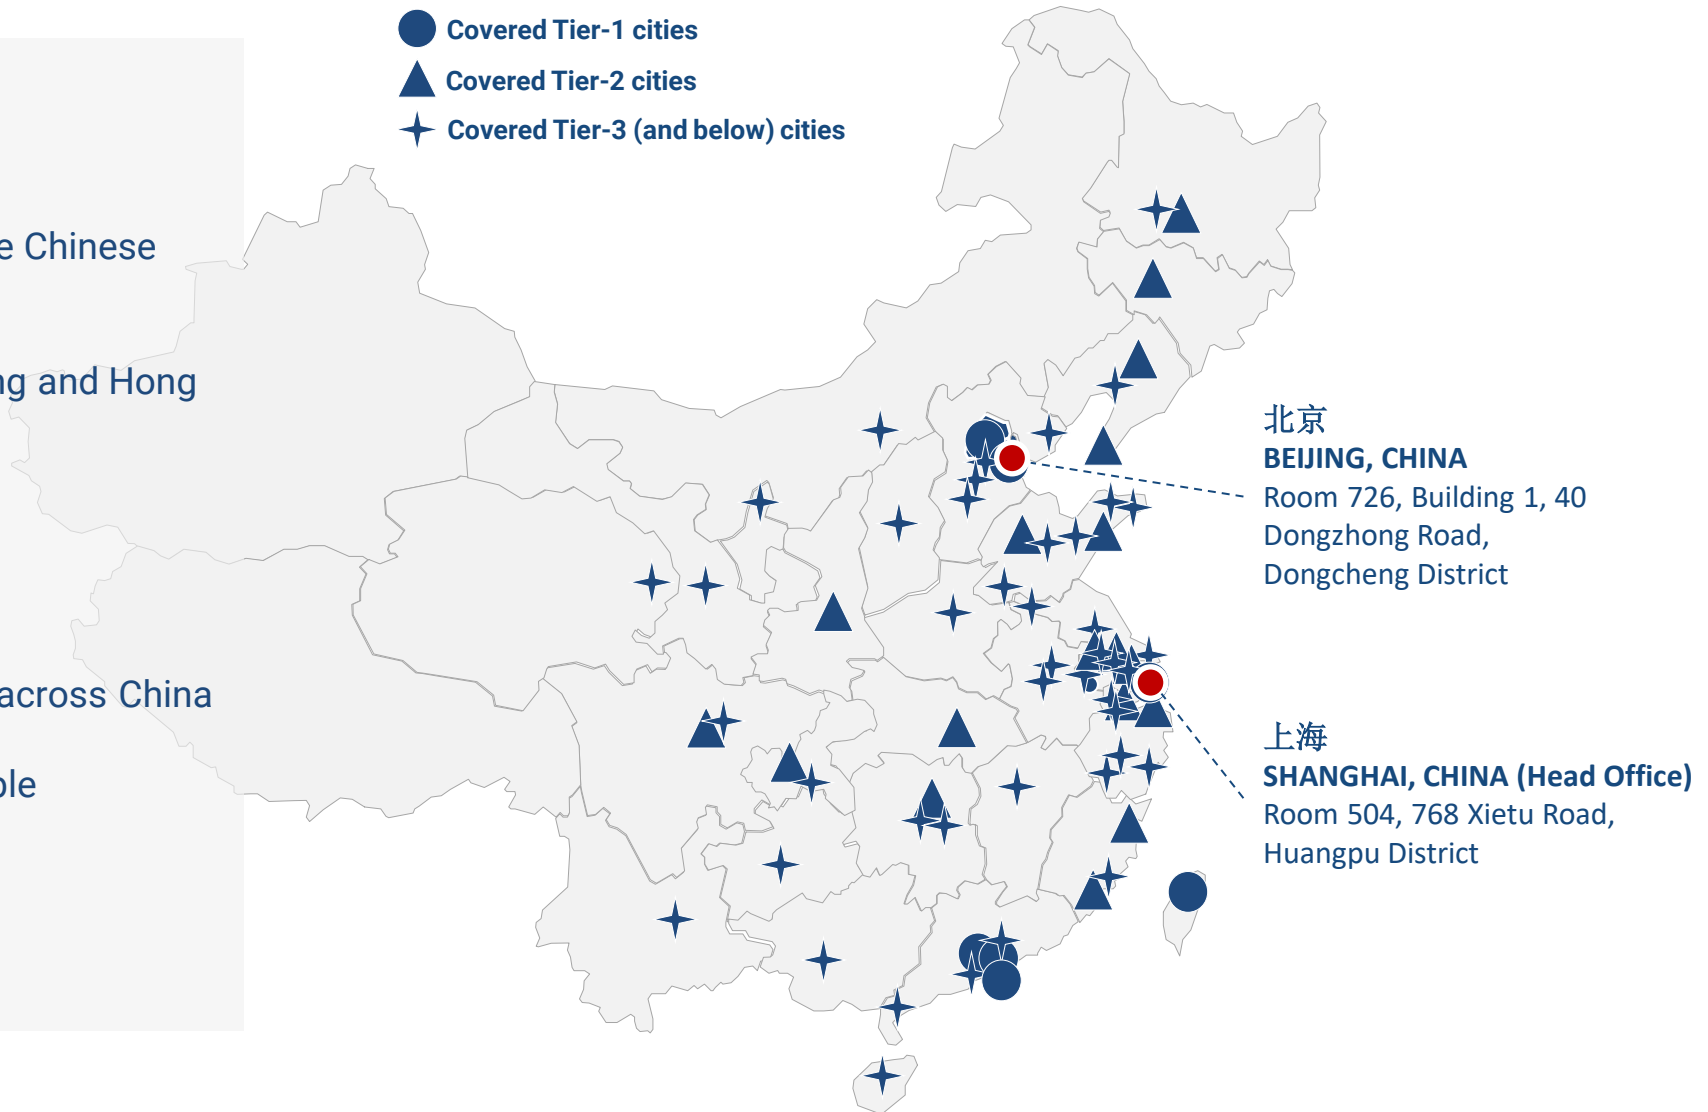 Covered Tier-1 cities
Covered Tier-2 cities
Covered Tier-3 (and below) cities
Chinese
and Hong
across China
北京
BEIJING, CHINA
Room 726, Building 1, 40
Dongzhong Road,
Dongcheng District
上海
SHANGHAI, CHINA (Head Office)
Room 504, 768 Xietu Road,
Huangpu District